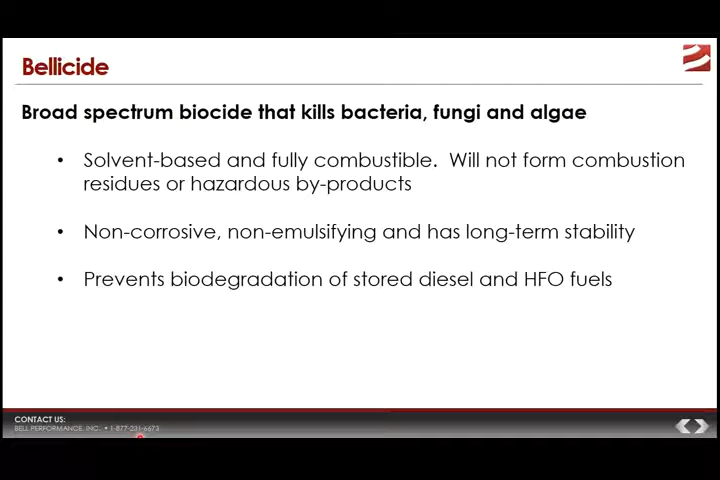 Bellicide
Broad spectrum biocide that kills bacteria, fungi and algae
• Solvent-based and fully combustible. Will not form combustion
residues or hazardous by-products
• Non-corrosive, non-emulsifying and has long-term stability
• Prevents biodegradation of stored diesel and HFO fuels
CONTACT US:
BELL PERFORMANCE, INC. • 1-877-231-6673